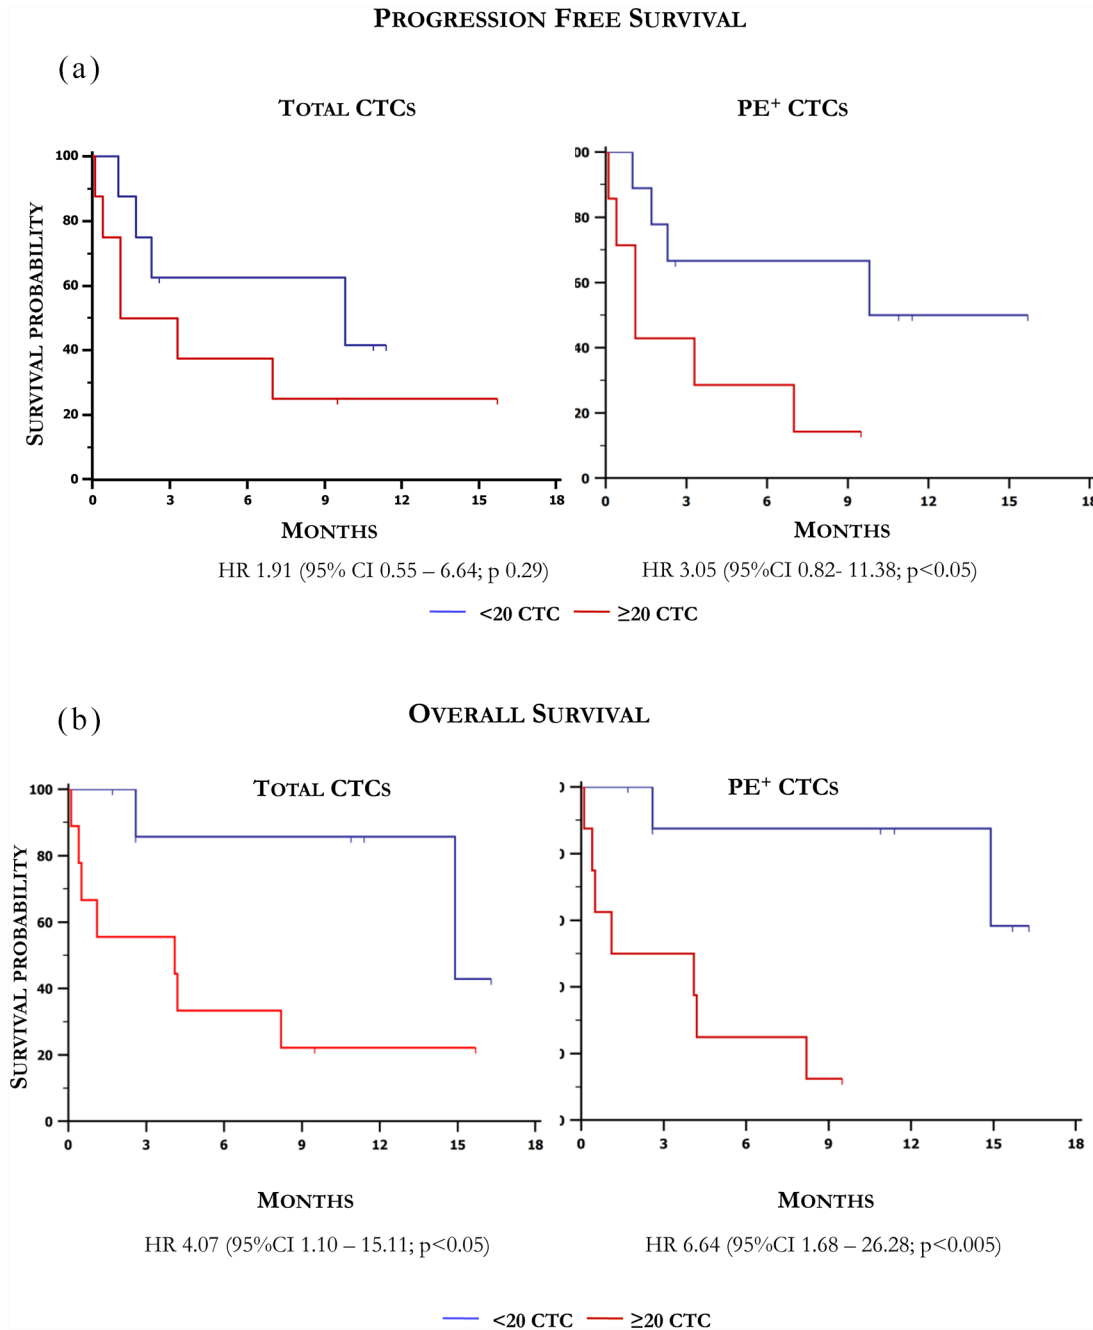 PROGRESSION FREE SURVIVAL
(a)
TOTAL CTCS
PE+ CTCS
SURVIVAL PROBABILITY
100
80
60
40
20
0
0 3 6 9 12 15 18
MONTHS
00
80
60
40
20
0
0 3 6 9 12 15 18
MONTHS
HR 1.91 (95% CI 0.55 – 6.64; p 0.29)
HR 3.05 (95%CI 0.82- 11.38; p<0.05)
<20 CTC ≥20 CTC
(b)
OVERALL SURVIVAL
TOTAL CTCS
PE+ CTCS
SURVIVAL PROBABILITY
100
80
60
40
20
0
0 3 6 9 12 15 18
MONTHS
0 3 6 9 12 15 18
MONTHS
HR 4.07 (95%CI 1.10 – 15.11; p<0.05)
HR 6.64 (95%CI 1.68 – 26.28; p<0.005)
<20 CTC ≥20 CTC